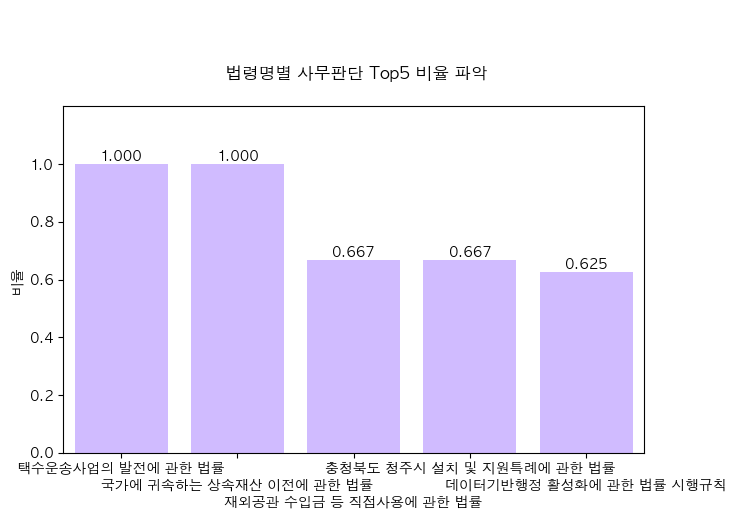 법령명별 사무판단 Top5 비율 파악
비율
1.0
0.8
0.6
0.4
0.2
0.0
1.000
1.000
0.667
0.667
0.625
택수운송사업의 발전에 관한 법률
국가에 귀속하는 상속재산 이전에 관한 법률
재외공관 수입금 등 직접사용에 관한 법률
충청북도 청주시 설치 및 지원특례에 관한 법률
데이터기반행정 활성화에 관한 법률 시행규칙